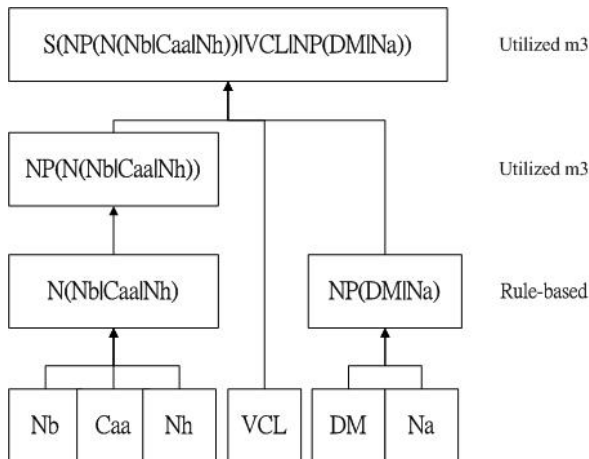 S(NP(N(Nb|Caa|Nh))|VCL|NP(DM|Na)) Utilized m3
NP(N(Nb|Caa|Nh)) Utilized m3
N(Nb|Caa|Nh) NP(DM|Na) Rule-based
Nb Caa Nh VCL DM Na